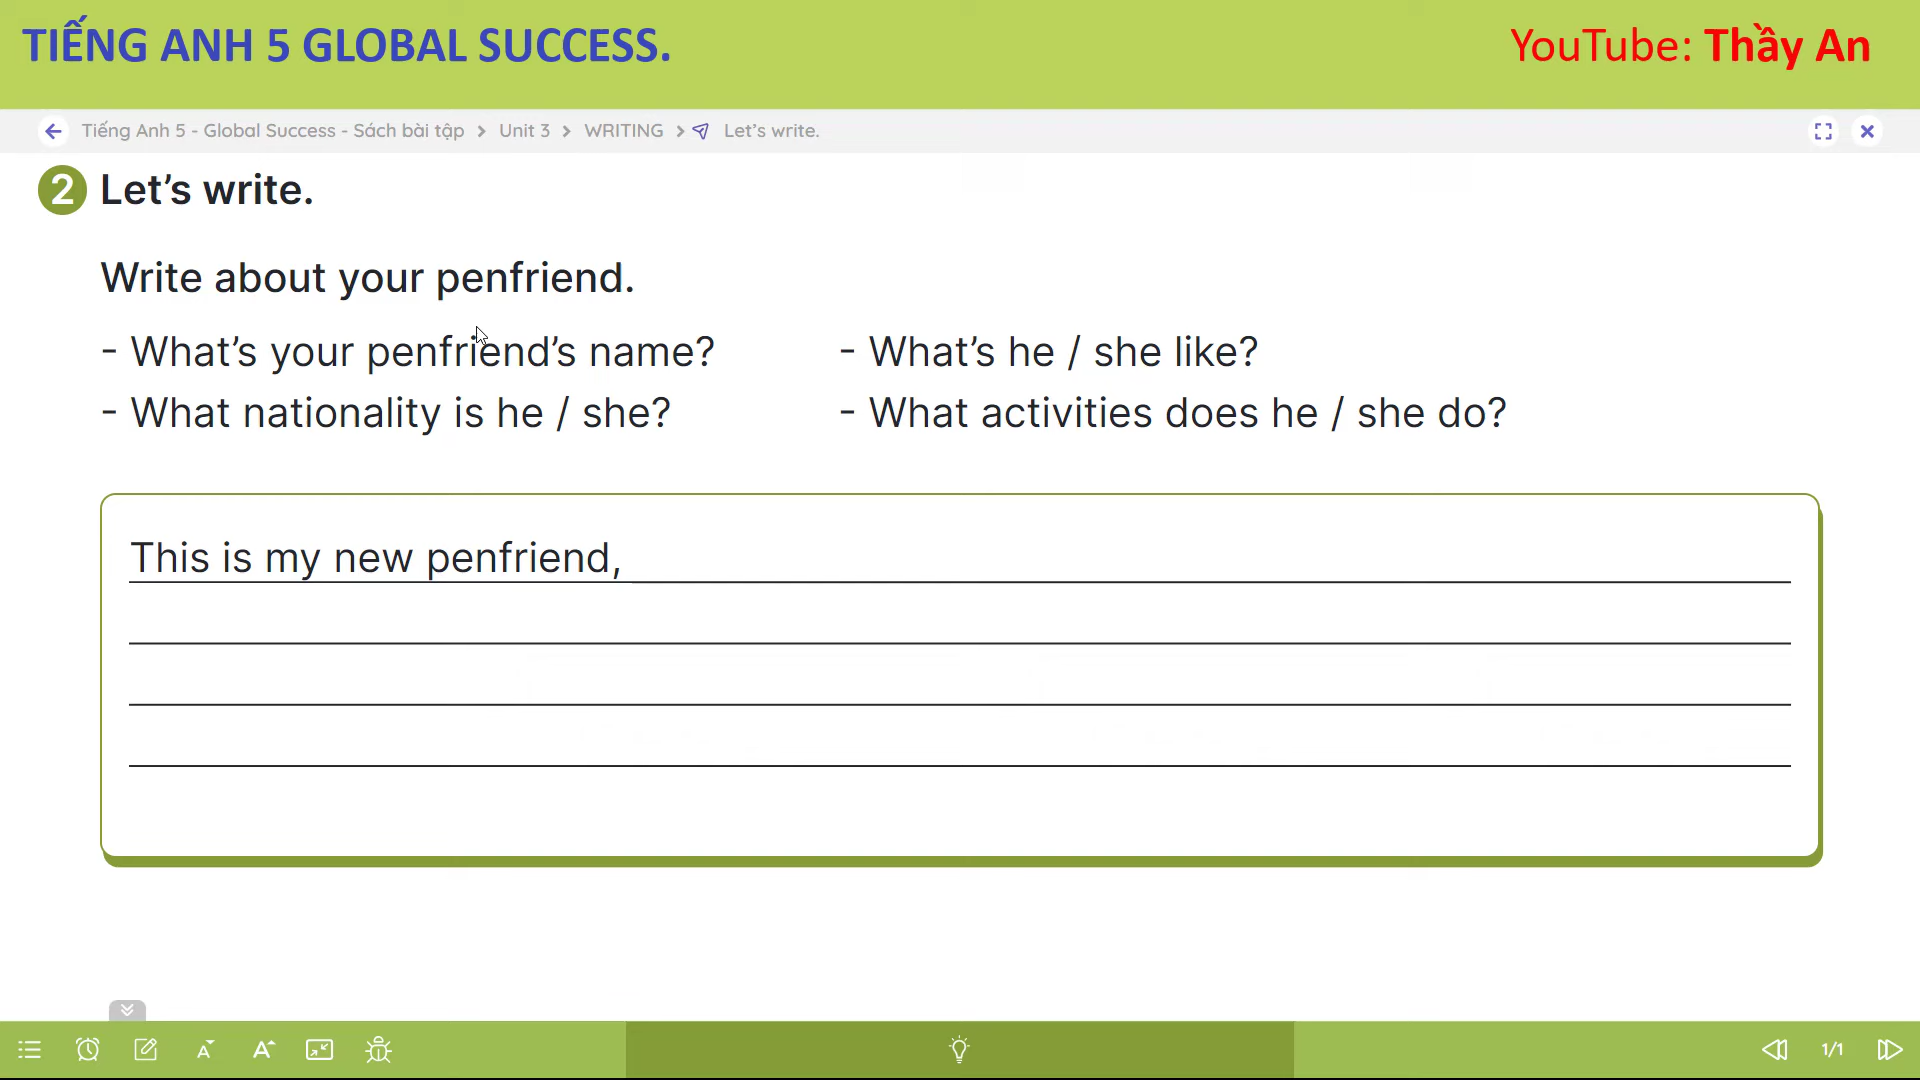 TIẾNG ANH 5 GLOBAL SUCCESS.
YouTube: Thầy An
Tiếng Anh 5 - Global Success - Sách bài tập > Unit 3 > WRITING > Let's write.
2 Let's write.
Write about your penfriend.
- What's your penfriend's name?
- What's he / she like?
- What nationality is he / she?
- What activities does he / she do?
This is my new penfriend,
A A 1/1